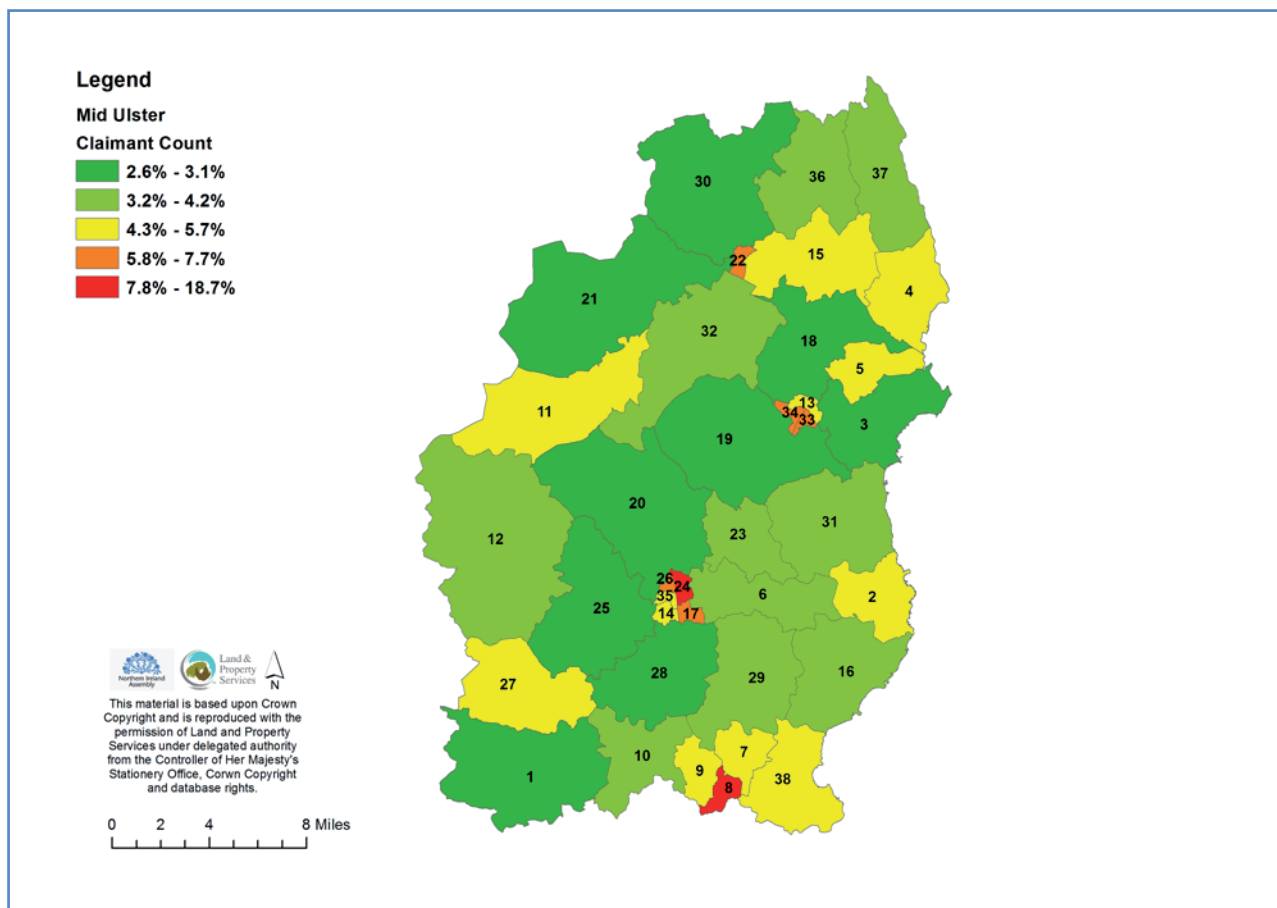 Legend
Mid Ulster
Claimant Count
2.6% - 3.1%
3.2% - 4.2%
4.3% - 5.7%
5.8% - 7.7%
7.8% - 18.7%
30
36
37
22
15
4
21
32
18
5
11
34
13
33
3
19
12
20
23
31
26
24
35
14
17
6
2
25
28
29
16
27
10
9
7
38
1
8
Northern Ireland
Assembly
Land &
Property
Services
N
This material is based upon Crown
Copyright and is reproduced with the
permission of Land and Property
Services under delegated authority
from the Controller of Her Majesty's
Stationery Office, Corwn Copyright
and database rights.
0 2 4 8 Miles